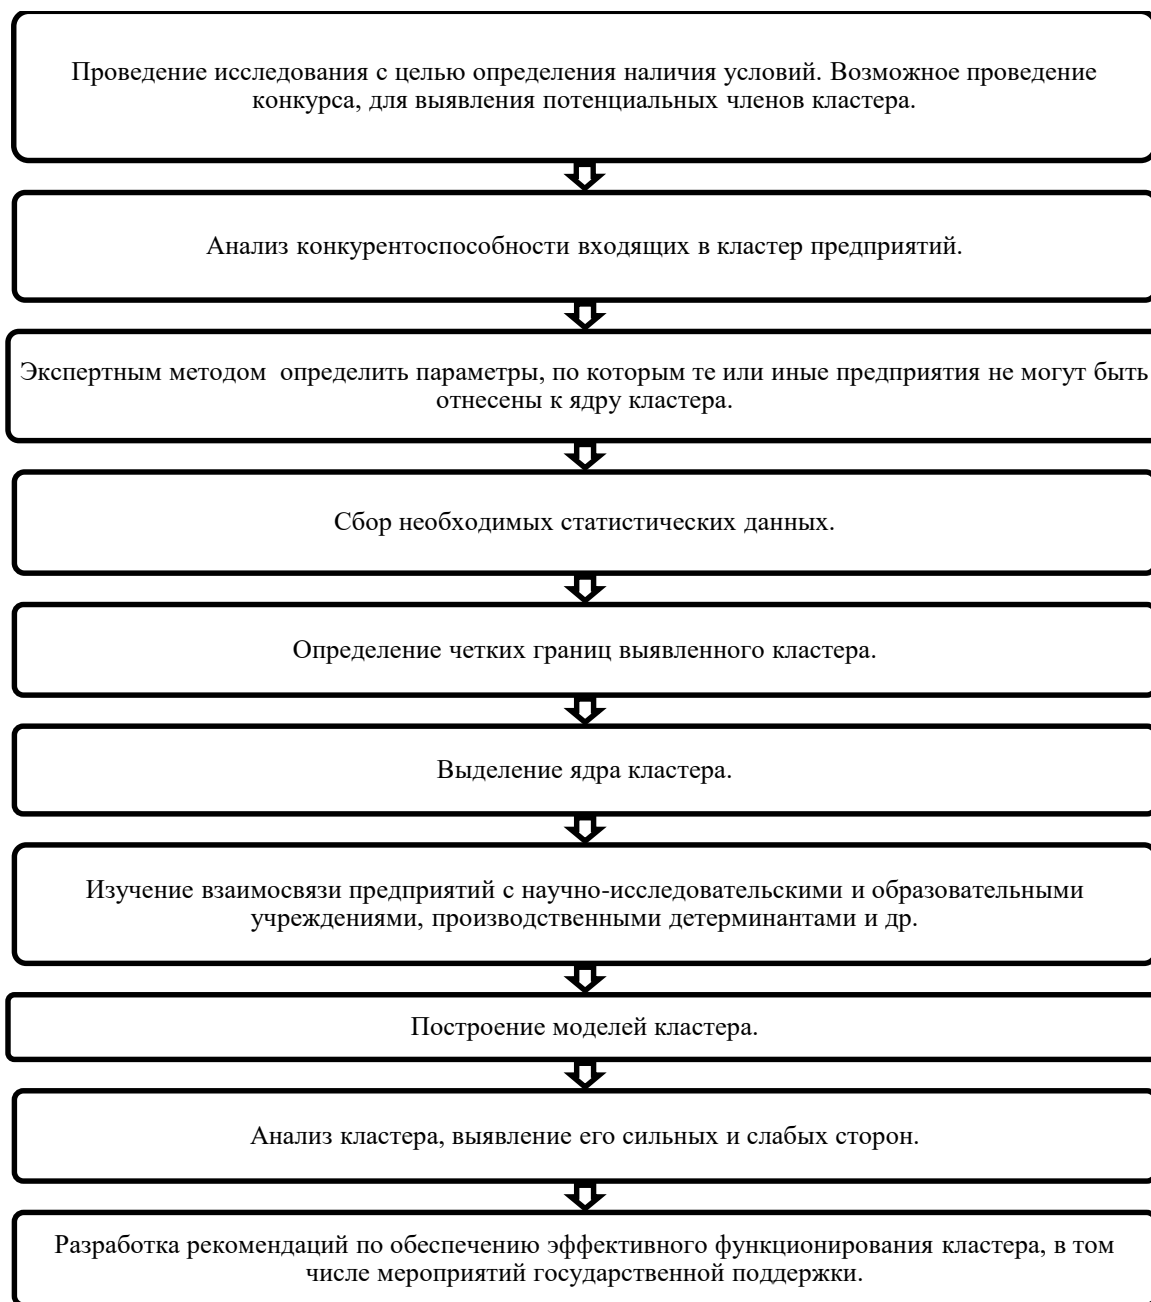 Проведение исследования с целью определения наличия условий. Возможное проведение
конкурса, для выявления потенциальных членов кластера.
Анализ конкурентоспособности входящих в кластер предприятий.
Экспертным методом  определить параметры, по которым те или иные предприятия не могут быть
отнесены к ядру кластера.
Сбор необходимых статистических данных.
Определение четких границ выявленного кластера.
Выделение ядра кластера.
Изучение взаимосвязи предприятий с научно-исследовательскими и образовательными
учреждениями, производственными детерминантами и др.
Построение моделей кластера.
Анализ кластера, выявление его сильных и слабых сторон.
Разработка рекомендаций по обеспечению эффективного функционирования кластера, в том
числе мероприятий государственной поддержки.